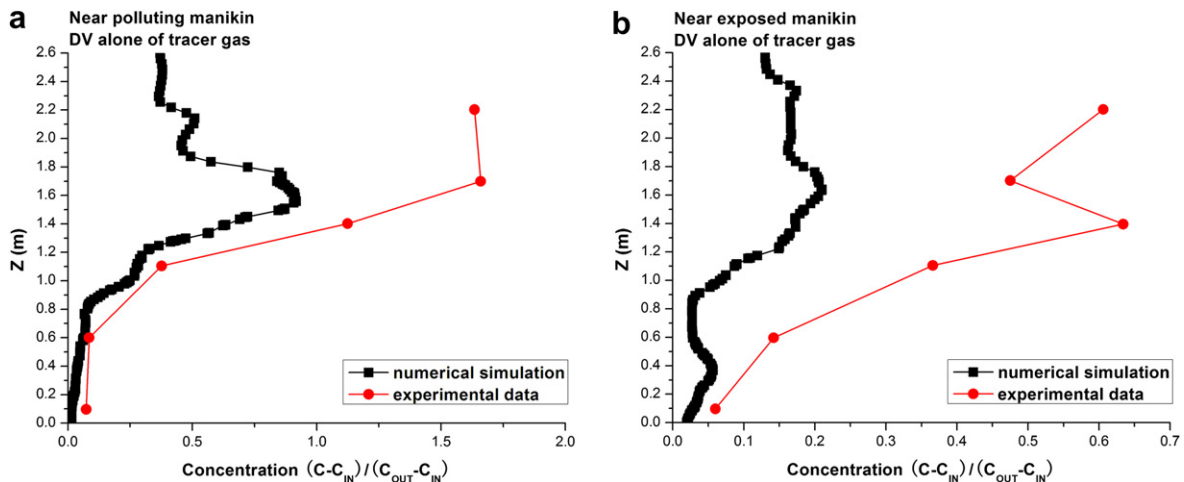 a
Near polluting manikin
DV alone of tracer gas
2.6
2.4
2.2
2.0
1.8
1.6
1.4
1.2
1.0
0.8
0.6
0.4
0.2
0.0
Z (m)
numerical simulation
experimental data
0.0 0.5 1.0 1.5 2.0
Concentration (C-C_IN)/(C_OUT-C_IN)
b
Near exposed manikin
DV alone of tracer gas
2.6
2.4
2.2
2.0
1.8
1.6
1.4
1.2
1.0
0.8
0.6
0.4
0.2
0.0
Z (m)
numerical simulation
experimental data
0.0 0.1 0.2 0.3 0.4 0.5 0.6 0.7
Concentration (C-C_IN)/(C_OUT-C_IN)